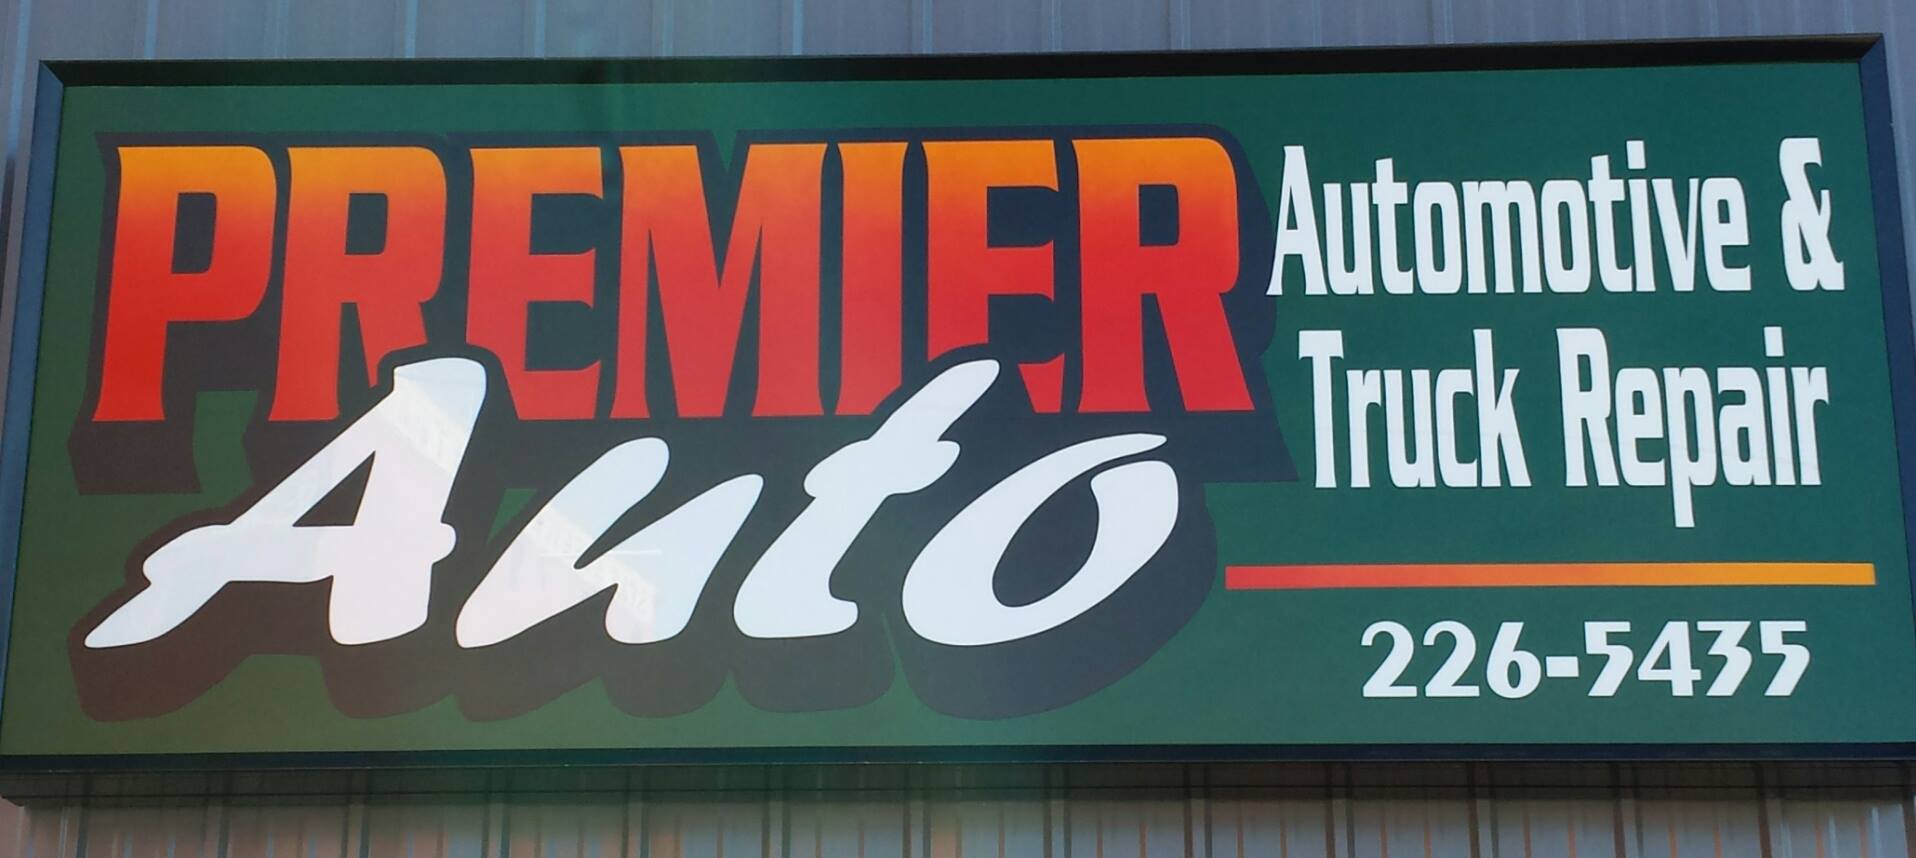 PREMIER
Auto
Automotive &
Truck Repair
226-5435